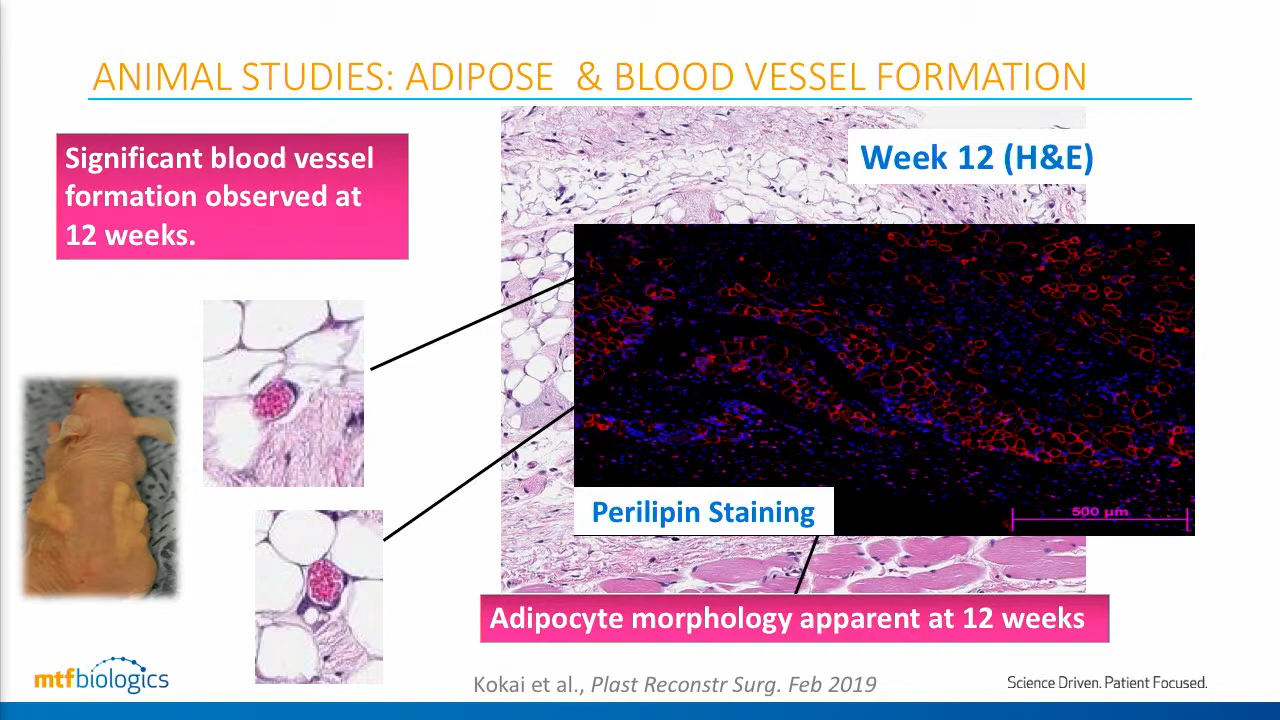 ANIMAL STUDIES: ADIPOSE & BLOOD VESSEL FORMATION
Significant blood vessel
formation observed at
12 weeks.
Week 12 (H&E)
Perilipin Staining
500 µm
Adipocyte morphology apparent at 12 weeks
mtfbiologics
Kokai et al., Plast Reconstr Surg. Feb 2019
Science Driven. Patient Focused.